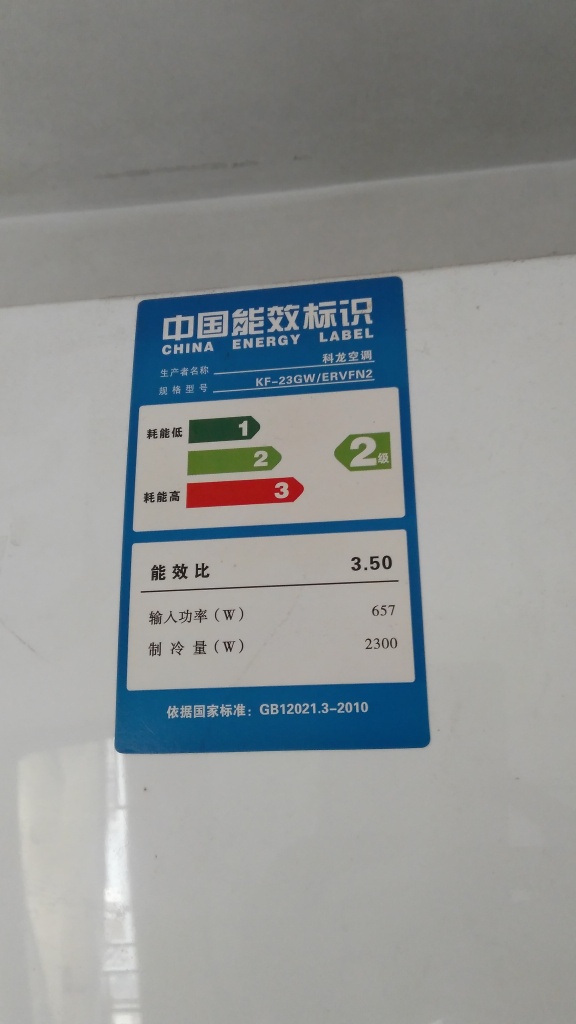 中国能效标识
CHINA ENERGY LABEL
生产者名称 科龙空调
规格型号 KF-23GW/ERVFN2
耗能低 1
2 2级
耗能高 3
能效比 3.50
输入功率（W） 657
制冷量（W） 2300
依据国家标准：GB12021.3-2010